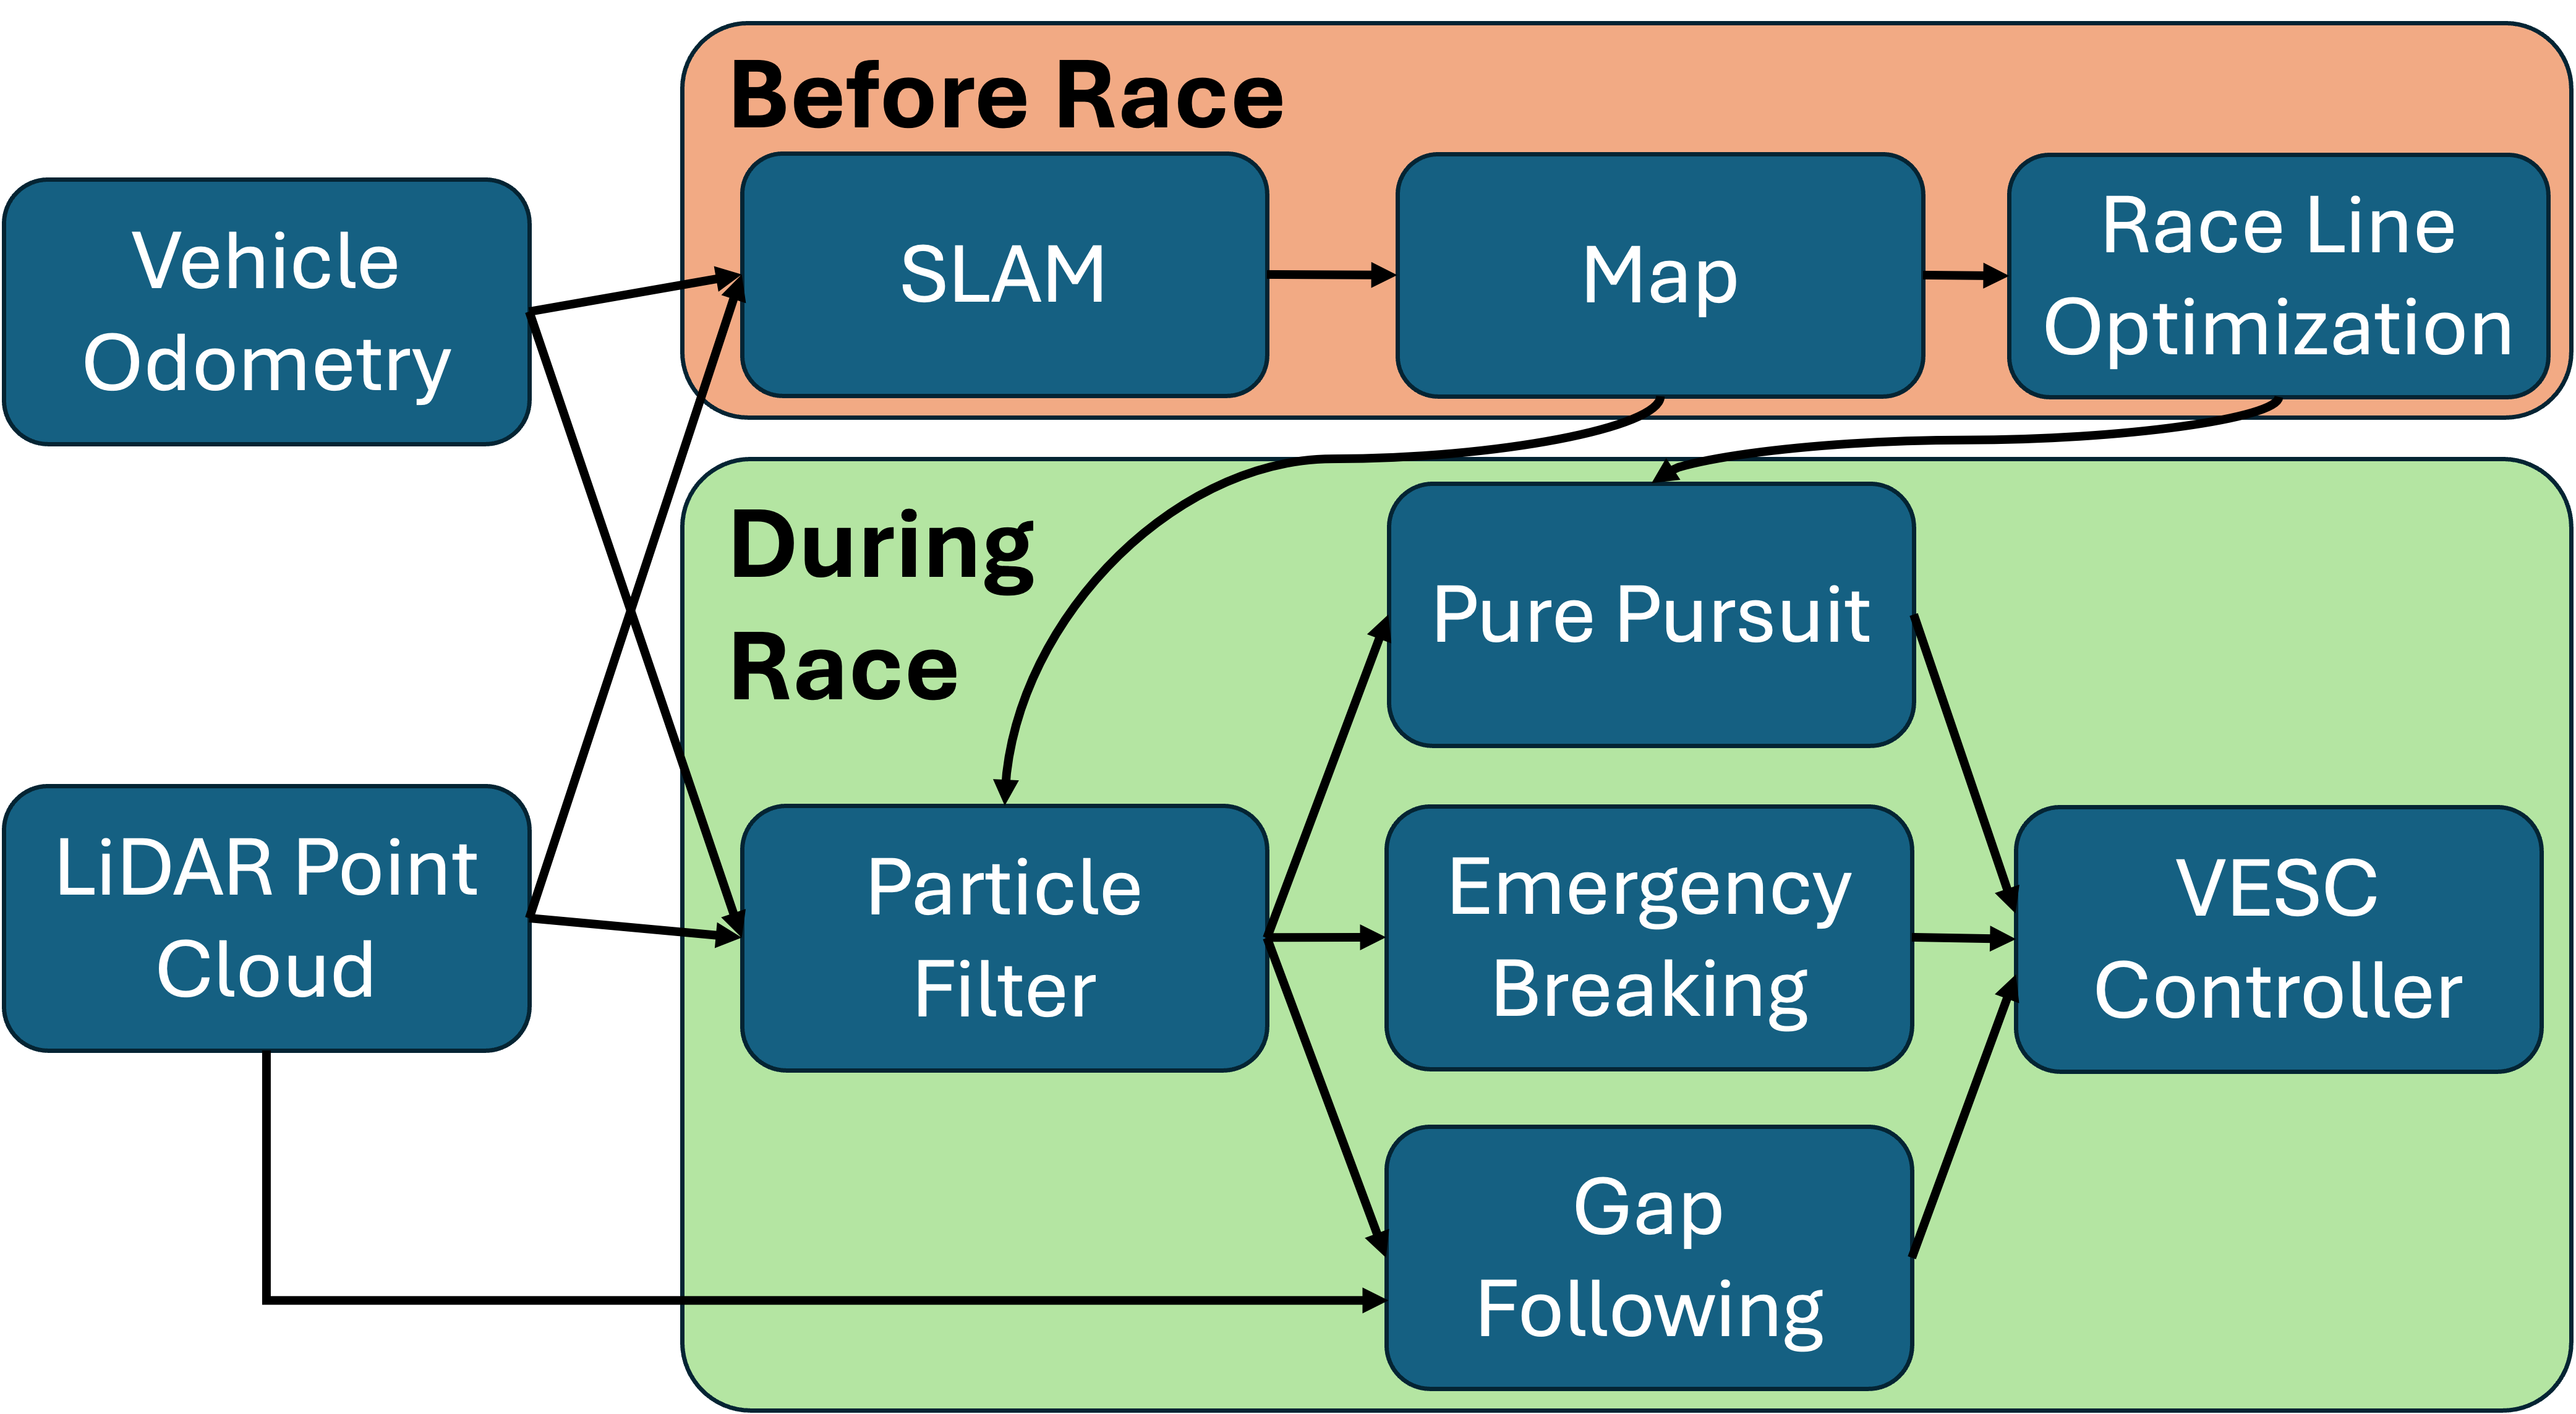 Before Race
Vehicle
Odometry
SLAM
Map
Race Line
Optimization
During
Race
Pure Pursuit
LiDAR Point
Cloud
Particle
Filter
Emergency
Breaking
VESC
Controller
Gap
Following